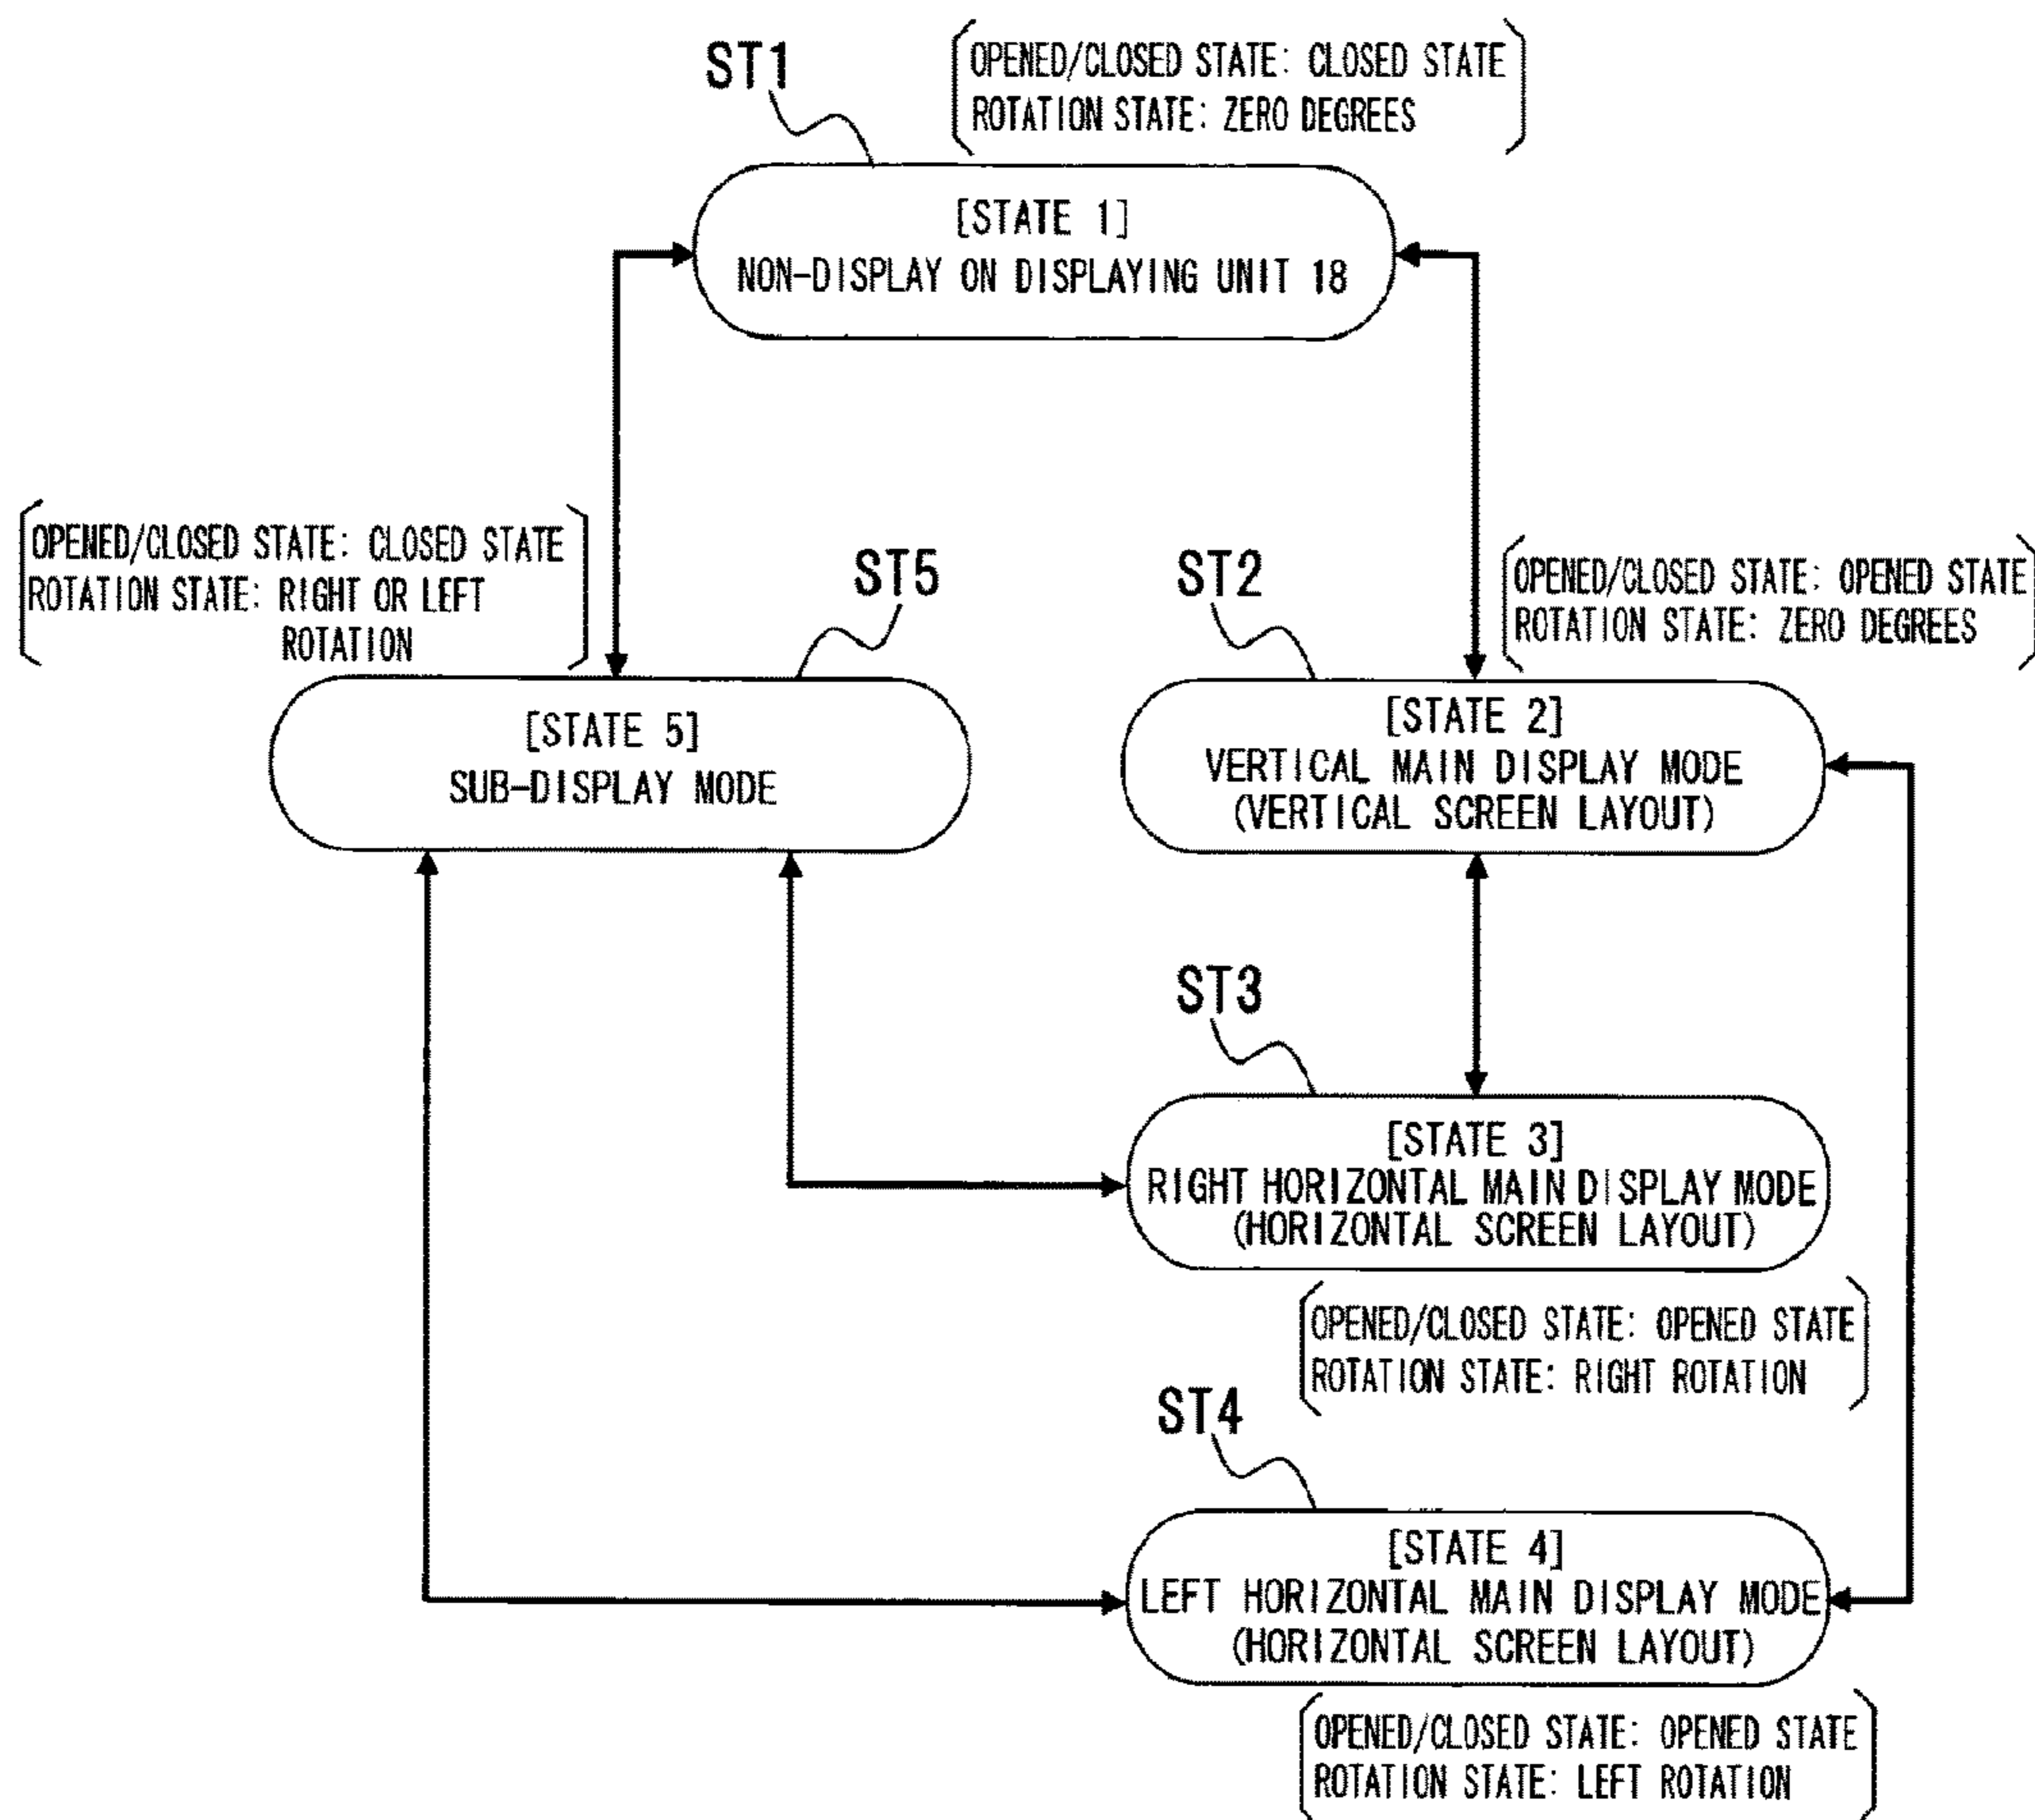 ST1
OPENED/CLOSED STATE: CLOSED STATE
ROTATION STATE: ZERO DEGREES
[STATE 1]
NON-DISPLAY ON DISPLAYING UNIT 18
OPENED/CLOSED STATE: CLOSED STATE
ROTATION STATE: RIGHT OR LEFT
ROTATION
ST5
[STATE 5]
SUB-DISPLAY MODE
ST2
OPENED/CLOSED STATE: OPENED STATE
ROTATION STATE: ZERO DEGREES
[STATE 2]
VERTICAL MAIN DISPLAY MODE
(VERTICAL SCREEN LAYOUT)
ST3
[STATE 3]
RIGHT HORIZONTAL MAIN DISPLAY MODE
(HORIZONTAL SCREEN LAYOUT)
OPENED/CLOSED STATE: OPENED STATE
ROTATION STATE: RIGHT ROTATION
ST4
[STATE 4]
LEFT HORIZONTAL MAIN DISPLAY MODE
(HORIZONTAL SCREEN LAYOUT)
OPENED/CLOSED STATE: OPENED STATE
ROTATION STATE: LEFT ROTATION